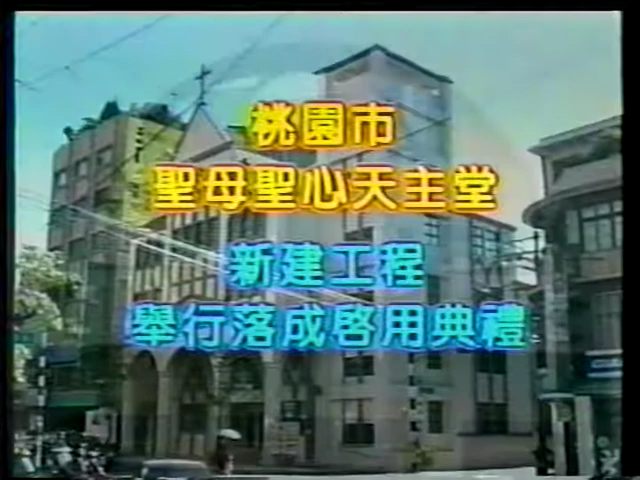 桃園市
聖母聖心天主堂
新建工程
舉行落成啓用典禮